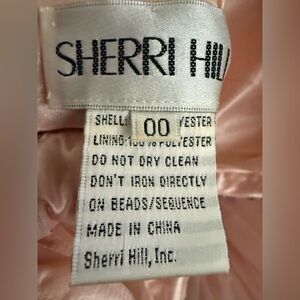 SHERRI HIL
SHELL: 00 YESTER
LINING: 100% POLYESTER
DO NOT DRY CLEAN
DON'T IRON DIRECTLY
ON BEADS/SEQUENCE
MADE IN CHINA
Sherri Hill, Inc.